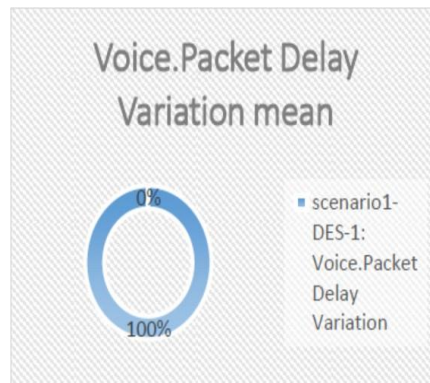 Voice.Packet Delay
Variation mean
0%
100%
scenario1-
DES-1:
Voice.Packet
Delay
Variation